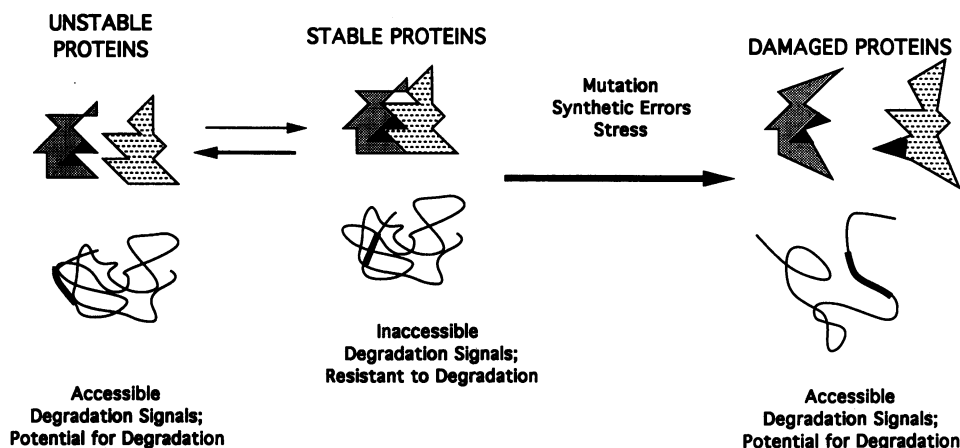 UNSTABLE
PROTEINS
STABLE PROTEINS
DAMAGED PROTEINS
Mutation
Synthetic Errors
Stress
Inaccessible
Degradation Signals;
Resistant to Degradation
Accessible
Degradation Signals;
Potential for Degradation
Accessible
Degradation Signals;
Potential for Degradation